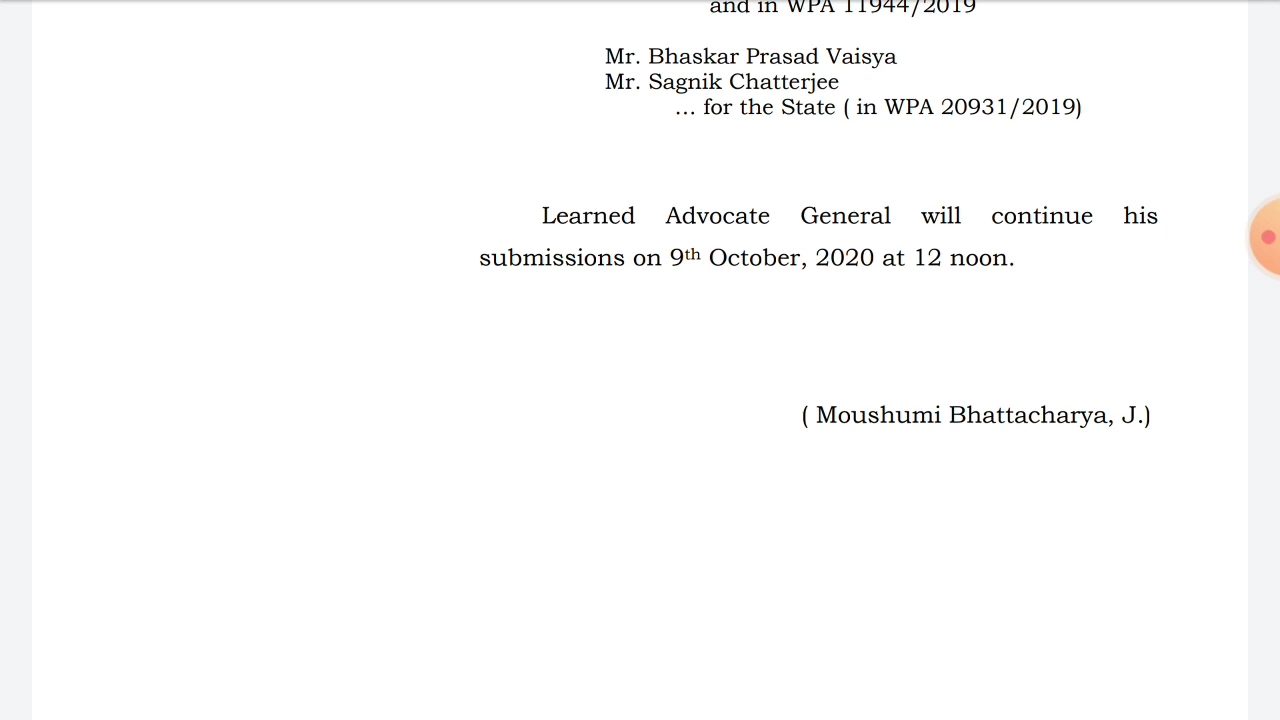 and in WPA 11944/2019
Mr. Bhaskar Prasad Vaisya
Mr. Sagnik Chatterjee
... for the State ( in WPA 20931/2019)
Learned Advocate General will continue his
submissions on 9th October, 2020 at 12 noon.
( Moushumi Bhattacharya, J.)